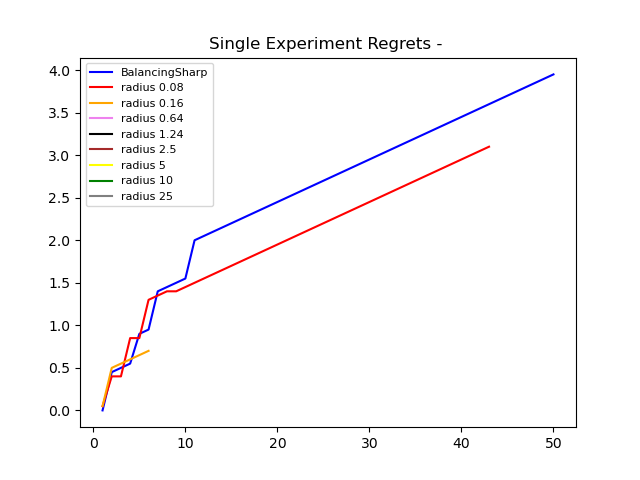 Single Experiment Regrets -
BalancingSharp
radius 0.08
radius 0.16
radius 0.64
radius 1.24
radius 2.5
radius 5
radius 10
radius 25
4.0
3.5
3.0
2.5
2.0
1.5
1.0
0.5
0.0
0 10 20 30 40 50